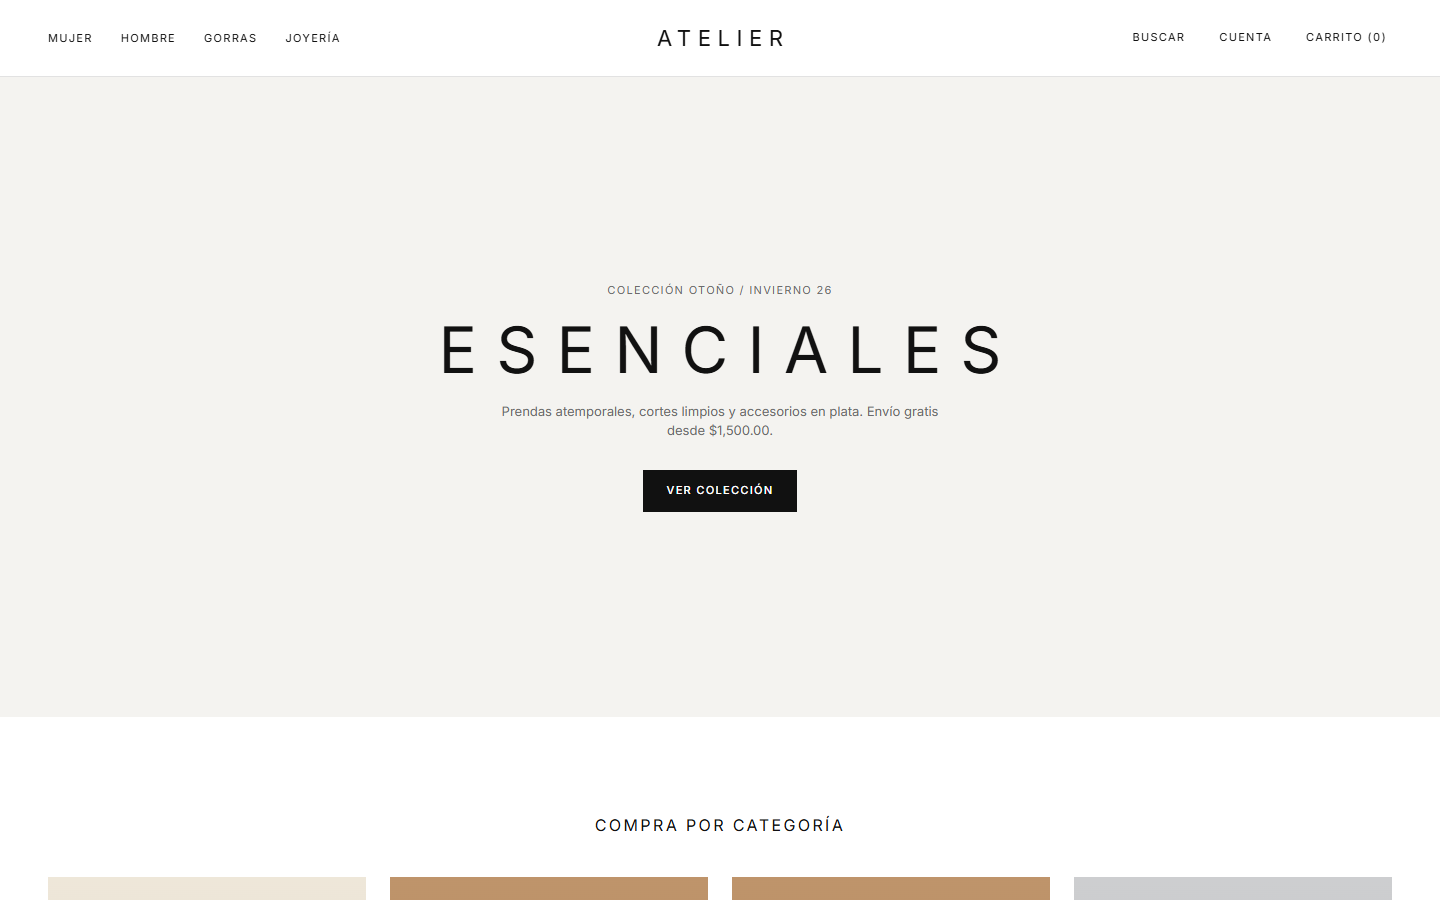 MUJER HOMBRE GORRAS JOYERÍA ATELIER BUSCAR CUENTA CARRITO (0)
COLECCIÓN OTOÑO / INVIERNO 26
ESENCIALES
Prendas atemporales, cortes limpios y accesorios en plata. Envío gratis
desde $1,500.00.
VER COLECCIÓN
COMPRA POR CATEGORÍA